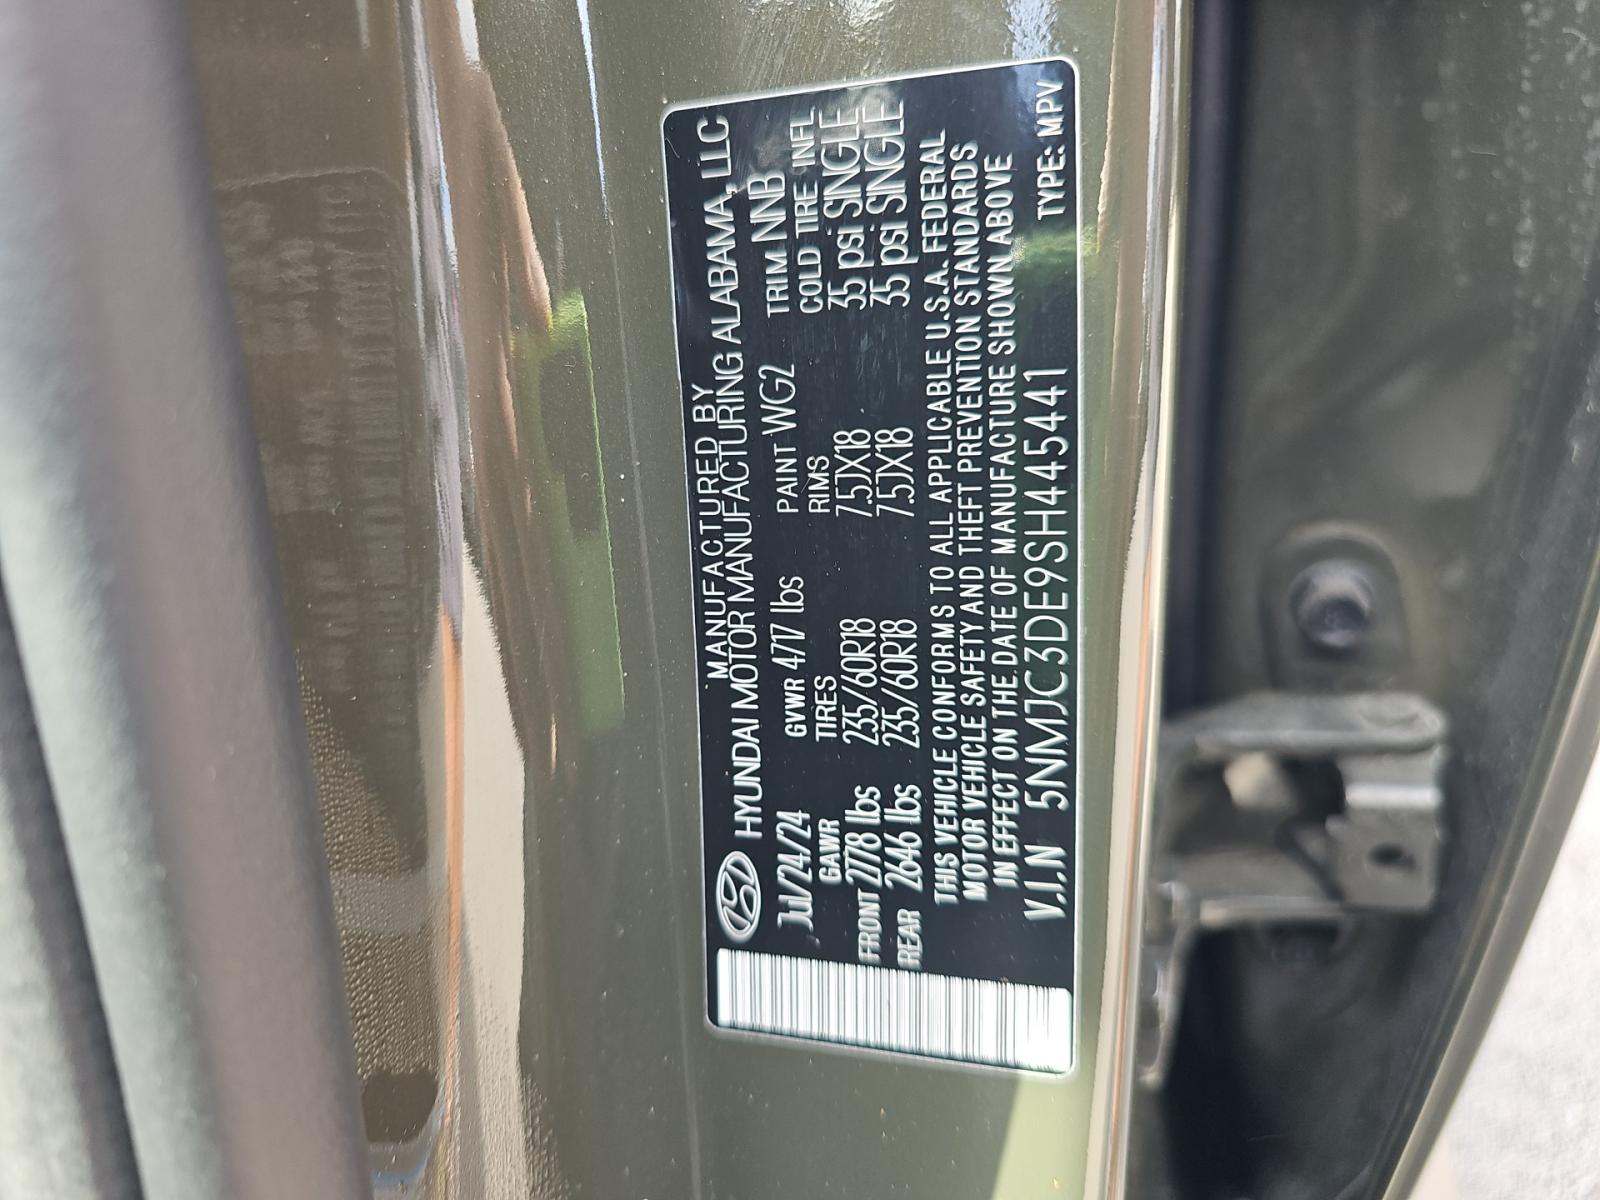 MANUFACTURED BY
HYUNDAI MOTOR MANUFACTURING ALABAMA, LLC
Jul/24/24 GVWR 4717 lbs PAINT WG2 TRIM NNB
GAWR TIRES RIMS COLD TIRE INFL
FRONT 2778 lbs 235/60R18 7.5JX18 35 psi SINGLE
REAR 2646 lbs 235/60R18 7.5JX18 35 psi SINGLE
THIS VEHICLE CONFORMS TO ALL APPLICABLE U.S.A. FEDERAL
MOTOR VEHICLE SAFETY AND THEFT PREVENTION STANDARDS
IN EFFECT ON THE DATE OF MANUFACTURE SHOWN ABOVE
V.I.N 5NMJC3DE9SH445441 TYPE: MPV